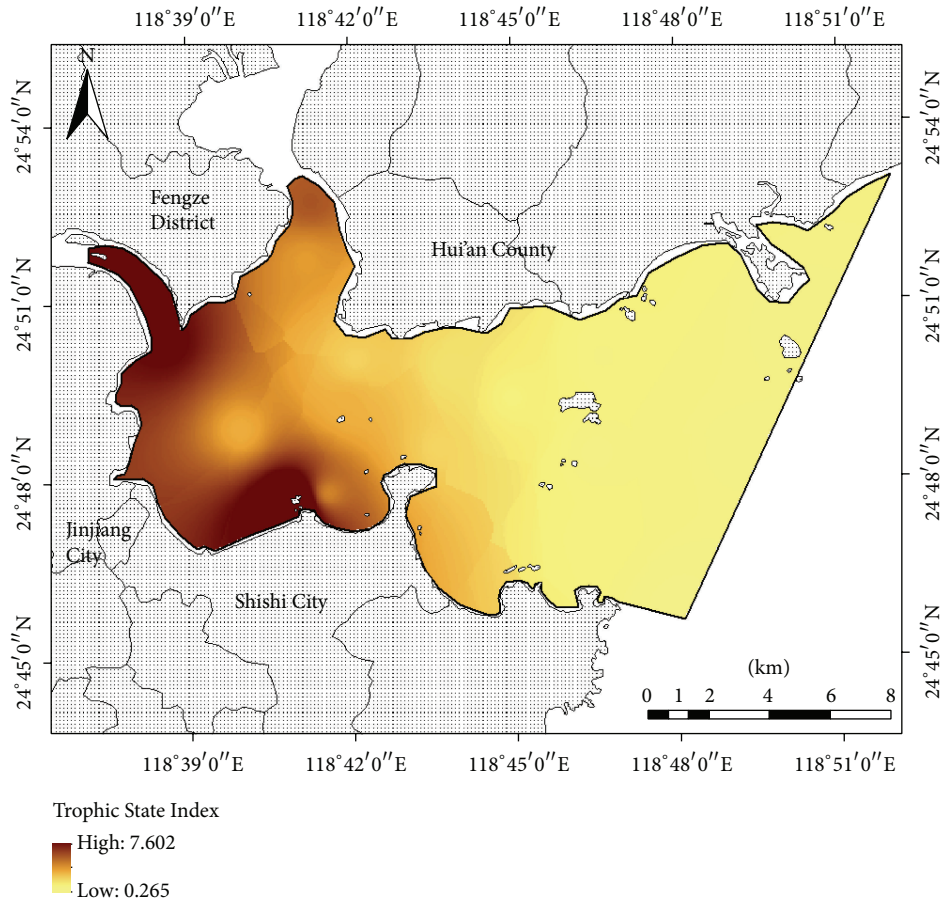 118°39′0″E 118°42′0″E 118°45′0″E 118°48′0″E 118°51′0″E
N
24°54′0″N
24°54′0″N
Fengze
District
Hui'an County
24°51′0″N
24°51′0″N
24°48′0″N
24°48′0″N
Jinjiang
City
Shishi City
24°45′0″N
24°45′0″N
(km)
0 1 2 4 6 8
118°39′0″E 118°42′0″E 118°45′0″E 118°48′0″E 118°51′0″E
Trophic State Index
High: 7.602
Low: 0.265